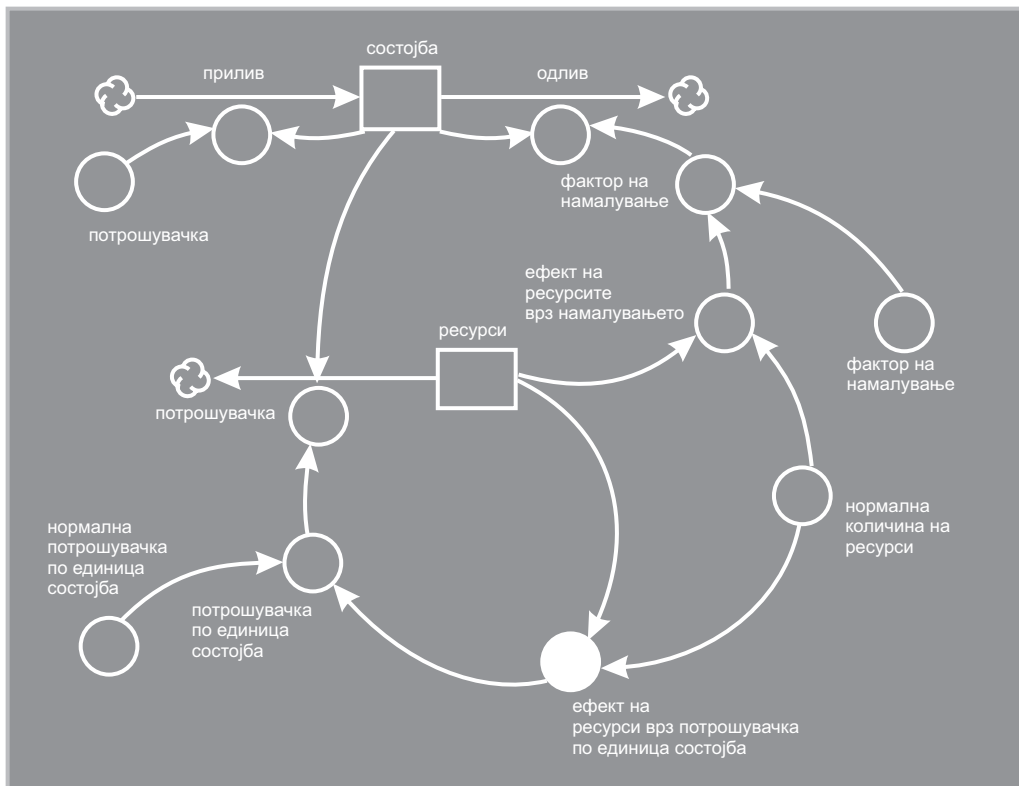 состојба
прилив
одлив
фактор на
намалување
потрошувачка
ефект на
ресурсите
врз намалувањето
ресурси
фактор на
намалување
потрошувачка
нормална
количина на
ресурси
нормална
потрошувачка
по единица
состојба
потрошувачка
по единица
состојба
ефект на
ресурси врз потрошувачка
по единица состојба